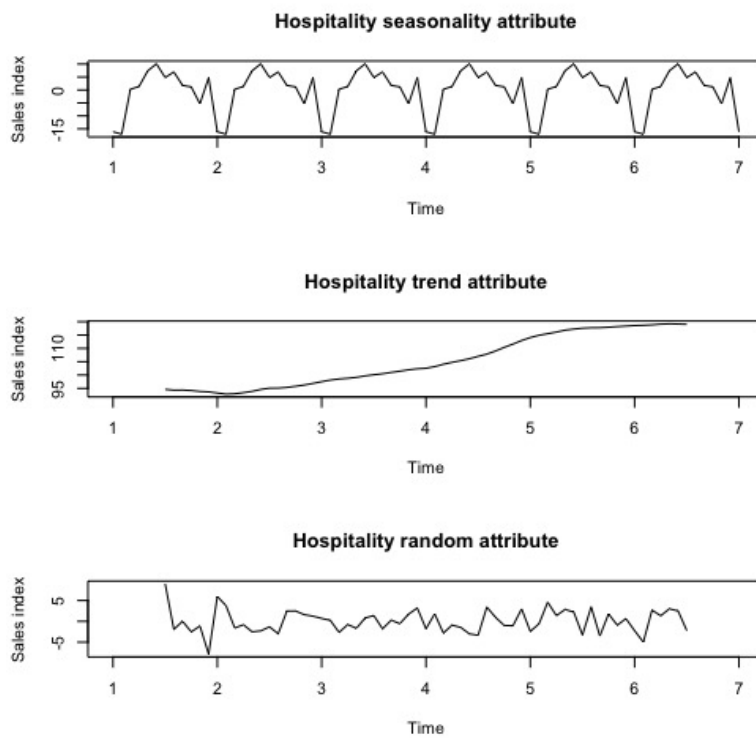 Hospitality seasonality attribute
Sales index
0
-15
1 2 3 4 5 6 7
Time
Hospitality trend attribute
Sales index
110
95
1 2 3 4 5 6 7
Time
Hospitality random attribute
Sales index
5
-5
1 2 3 4 5 6 7
Time